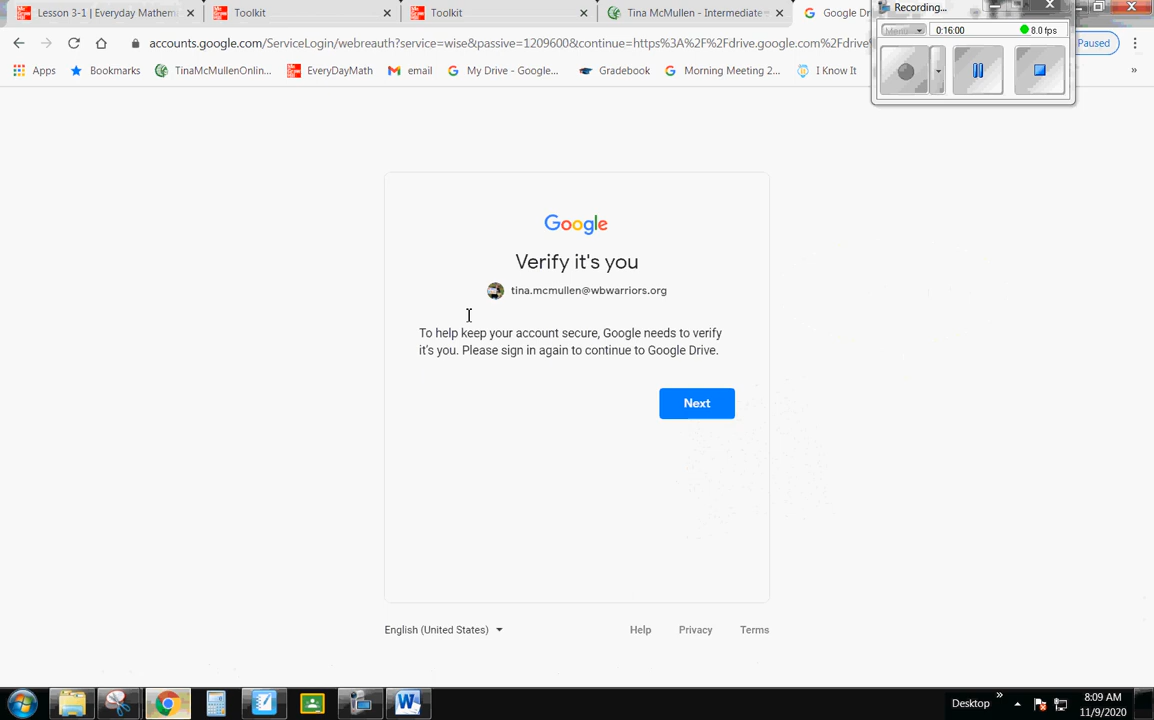 Lesson 3-1 | Everyday Mathem
Toolkit
Toolkit
Tina McMullen - Intermediate
Google Dr
Recording...
accounts.google.com/ServiceLogin/webreauth?service=wise&passive=1209600&continue=https%3A%2F%2Fdrive.google.com%2Fdrive
Menu
0:16:00
8.0 fps
Paused
Apps
Bookmarks
TinaMcMullenOnlin...
EveryDayMath
email
My Drive - Google...
Gradebook
Morning Meeting 2...
I Know It
»
Google
Verify it's you
tina.mcmullen@wbwarriors.org
To help keep your account secure, Google needs to verify
it's you. Please sign in again to continue to Google Drive.
Next
English (United States)
Help
Privacy
Terms
Desktop
»
8:09 AM
11/9/2020